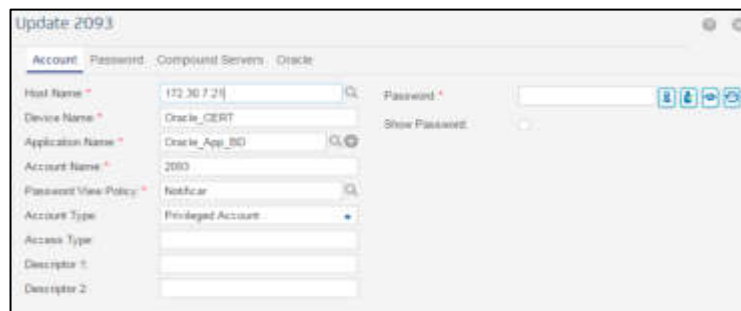 Update 2093
Account Password Compound Servers Oracle
Host Name: * 172.30.7.21
Device Name: * Oracle_CERT
Application Name: * Oracle_App_BD
Account Name: * 2093
Password View Policy: * Notificar
Account Type: Privileged Account
Access Type:
Descriptor 1:
Descriptor 2:
Password: *
Show Password: